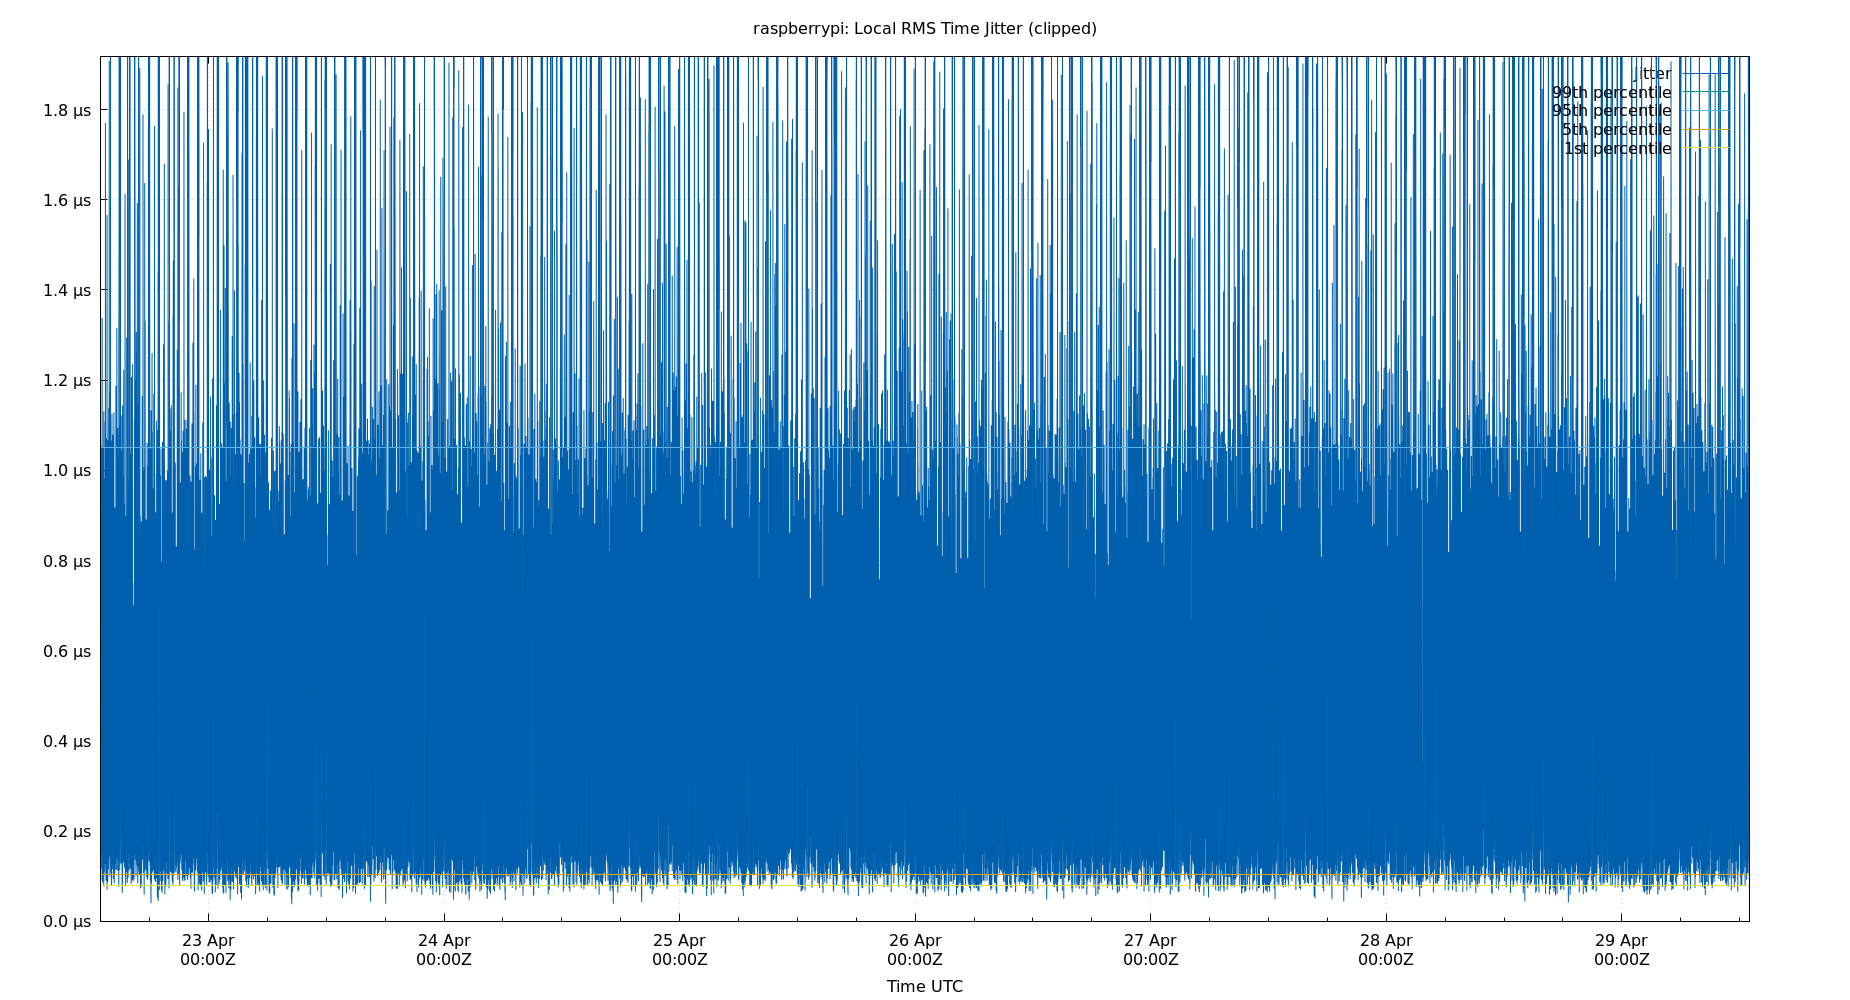 raspberrypi: Local RMS Time Jitter (clipped)
jitter
99th percentile
95th percentile
5th percentile
1st percentile
1.8 µs
1.6 µs
1.4 µs
1.2 µs
1.0 µs
0.8 µs
0.6 µs
0.4 µs
0.2 µs
0.0 µs
23 Apr 24 Apr 25 Apr 26 Apr 27 Apr 28 Apr 29 Apr
00:00Z 00:00Z 00:00Z 00:00Z 00:00Z 00:00Z 00:00Z
Time UTC